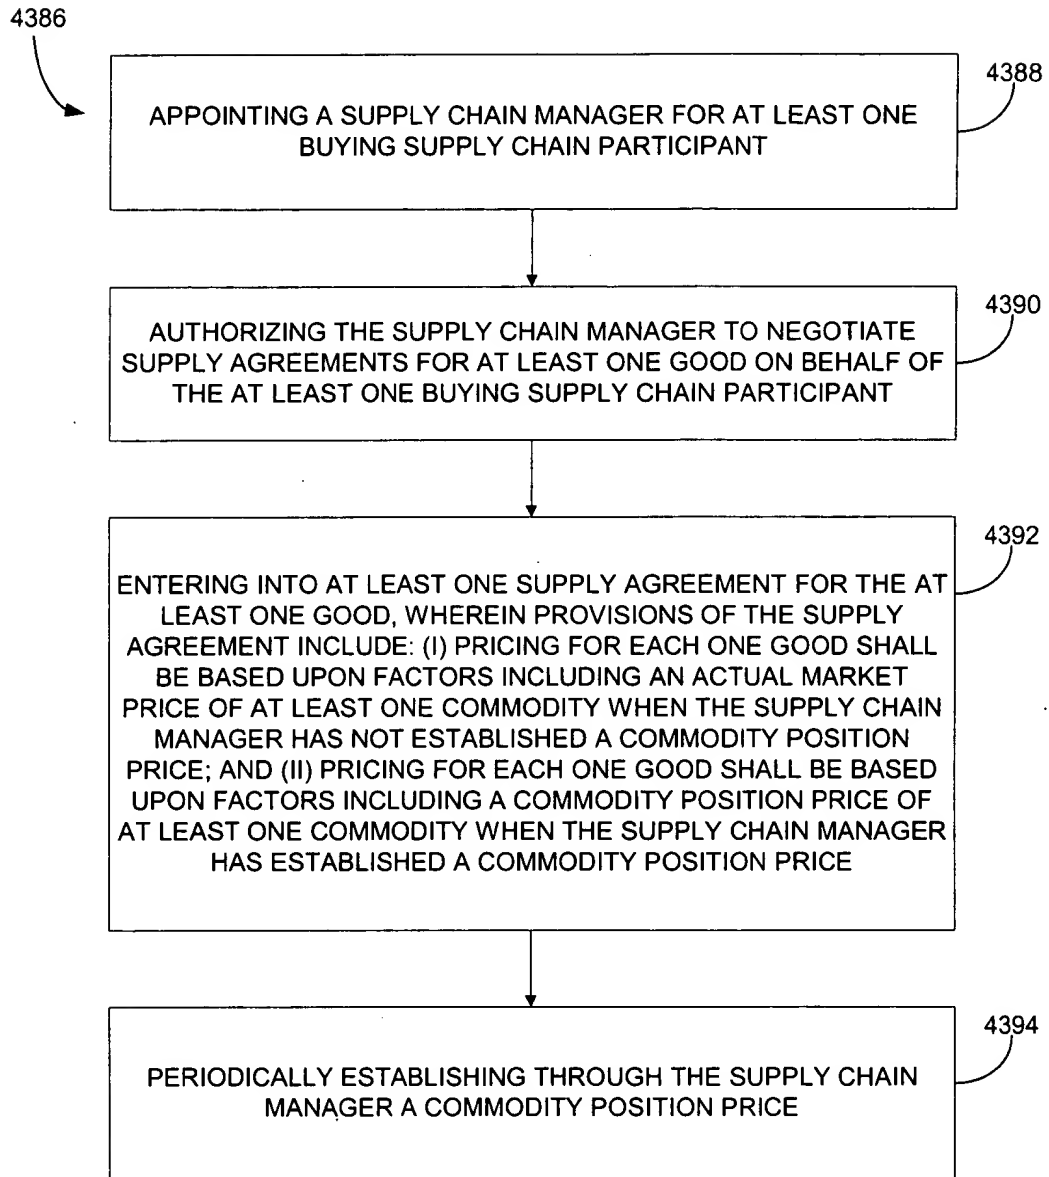 4386
4388
APPOINTING A SUPPLY CHAIN MANAGER FOR AT LEAST ONE
BUYING SUPPLY CHAIN PARTICIPANT
4390
AUTHORIZING THE SUPPLY CHAIN MANAGER TO NEGOTIATE
SUPPLY AGREEMENTS FOR AT LEAST ONE GOOD ON BEHALF OF
THE AT LEAST ONE BUYING SUPPLY CHAIN PARTICIPANT
4392
ENTERING INTO AT LEAST ONE SUPPLY AGREEMENT FOR THE AT
LEAST ONE GOOD, WHEREIN PROVISIONS OF THE SUPPLY
AGREEMENT INCLUDE: (I) PRICING FOR EACH ONE GOOD SHALL
BE BASED UPON FACTORS INCLUDING AN ACTUAL MARKET
PRICE OF AT LEAST ONE COMMODITY WHEN THE SUPPLY CHAIN
MANAGER HAS NOT ESTABLISHED A COMMODITY POSITION
PRICE; AND (II) PRICING FOR EACH ONE GOOD SHALL BE BASED
UPON FACTORS INCLUDING A COMMODITY POSITION PRICE OF
AT LEAST ONE COMMODITY WHEN THE SUPPLY CHAIN MANAGER
HAS ESTABLISHED A COMMODITY POSITION PRICE
4394
PERIODICALLY ESTABLISHING THROUGH THE SUPPLY CHAIN
MANAGER A COMMODITY POSITION PRICE